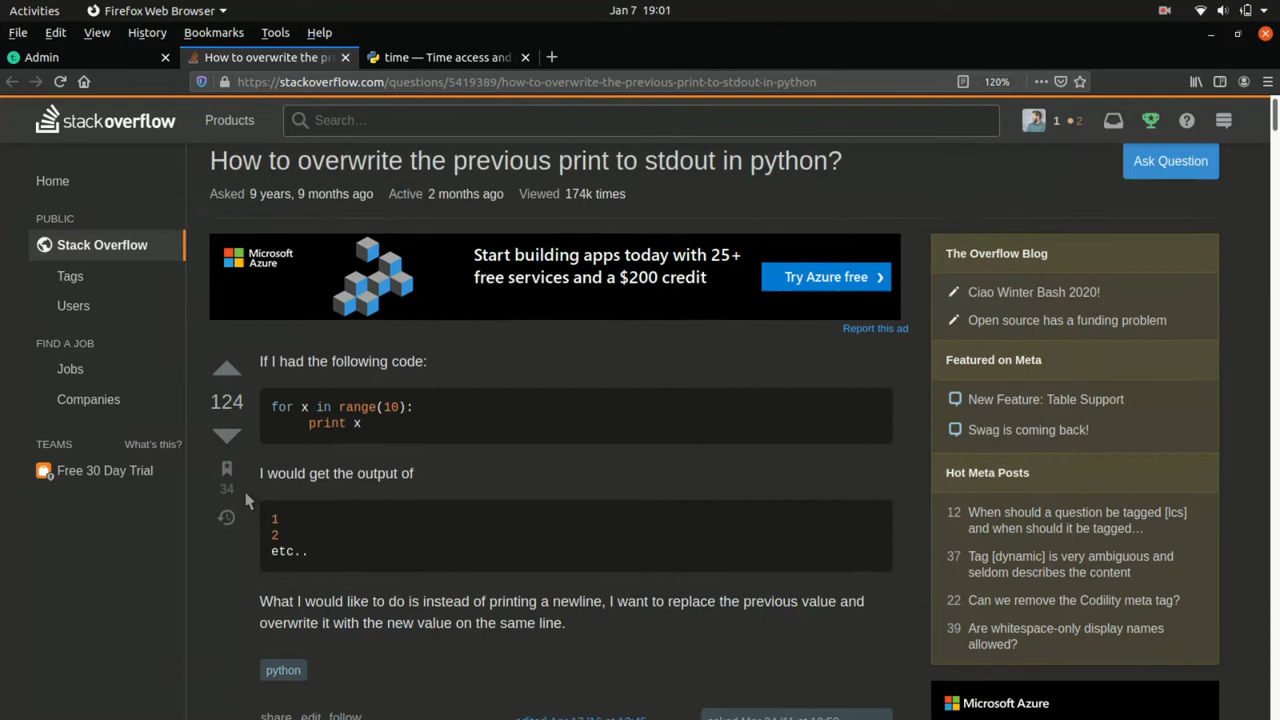 Activities
Firefox Web Browser
Jan 7 19:01
File Edit View History Bookmarks Tools Help
Admin
How to overwrite the pr
time — Time access and
https://stackoverflow.com/questions/5419389/how-to-overwrite-the-previous-print-to-stdout-in-python
120%
stackoverflow
Products
Search...
1 2
How to overwrite the previous print to stdout in python?
Ask Question
Asked 9 years, 9 months ago Active 2 months ago Viewed 174k times
Home
PUBLIC
Stack Overflow
Tags
Users
FIND A JOB
Jobs
Companies
TEAMS What's this?
Free 30 Day Trial
Microsoft
Azure
Start building apps today with 25+
free services and a $200 credit
Try Azure free
Report this ad
124
34
If I had the following code:
for x in range(10):
print x
I would get the output of
1
2
etc..
What I would like to do is instead of printing a newline, I want to replace the previous value and
overwrite it with the new value on the same line.
python
share edit follow
The Overflow Blog
Ciao Winter Bash 2020!
Open source has a funding problem
Featured on Meta
New Feature: Table Support
Swag is coming back!
Hot Meta Posts
12 When should a question be tagged [lcs]
and when should it be tagged…
37 Tag [dynamic] is very ambiguous and
seldom describes the content
22 Can we remove the Codility meta tag?
39 Are whitespace-only display names
allowed?
Microsoft Azure